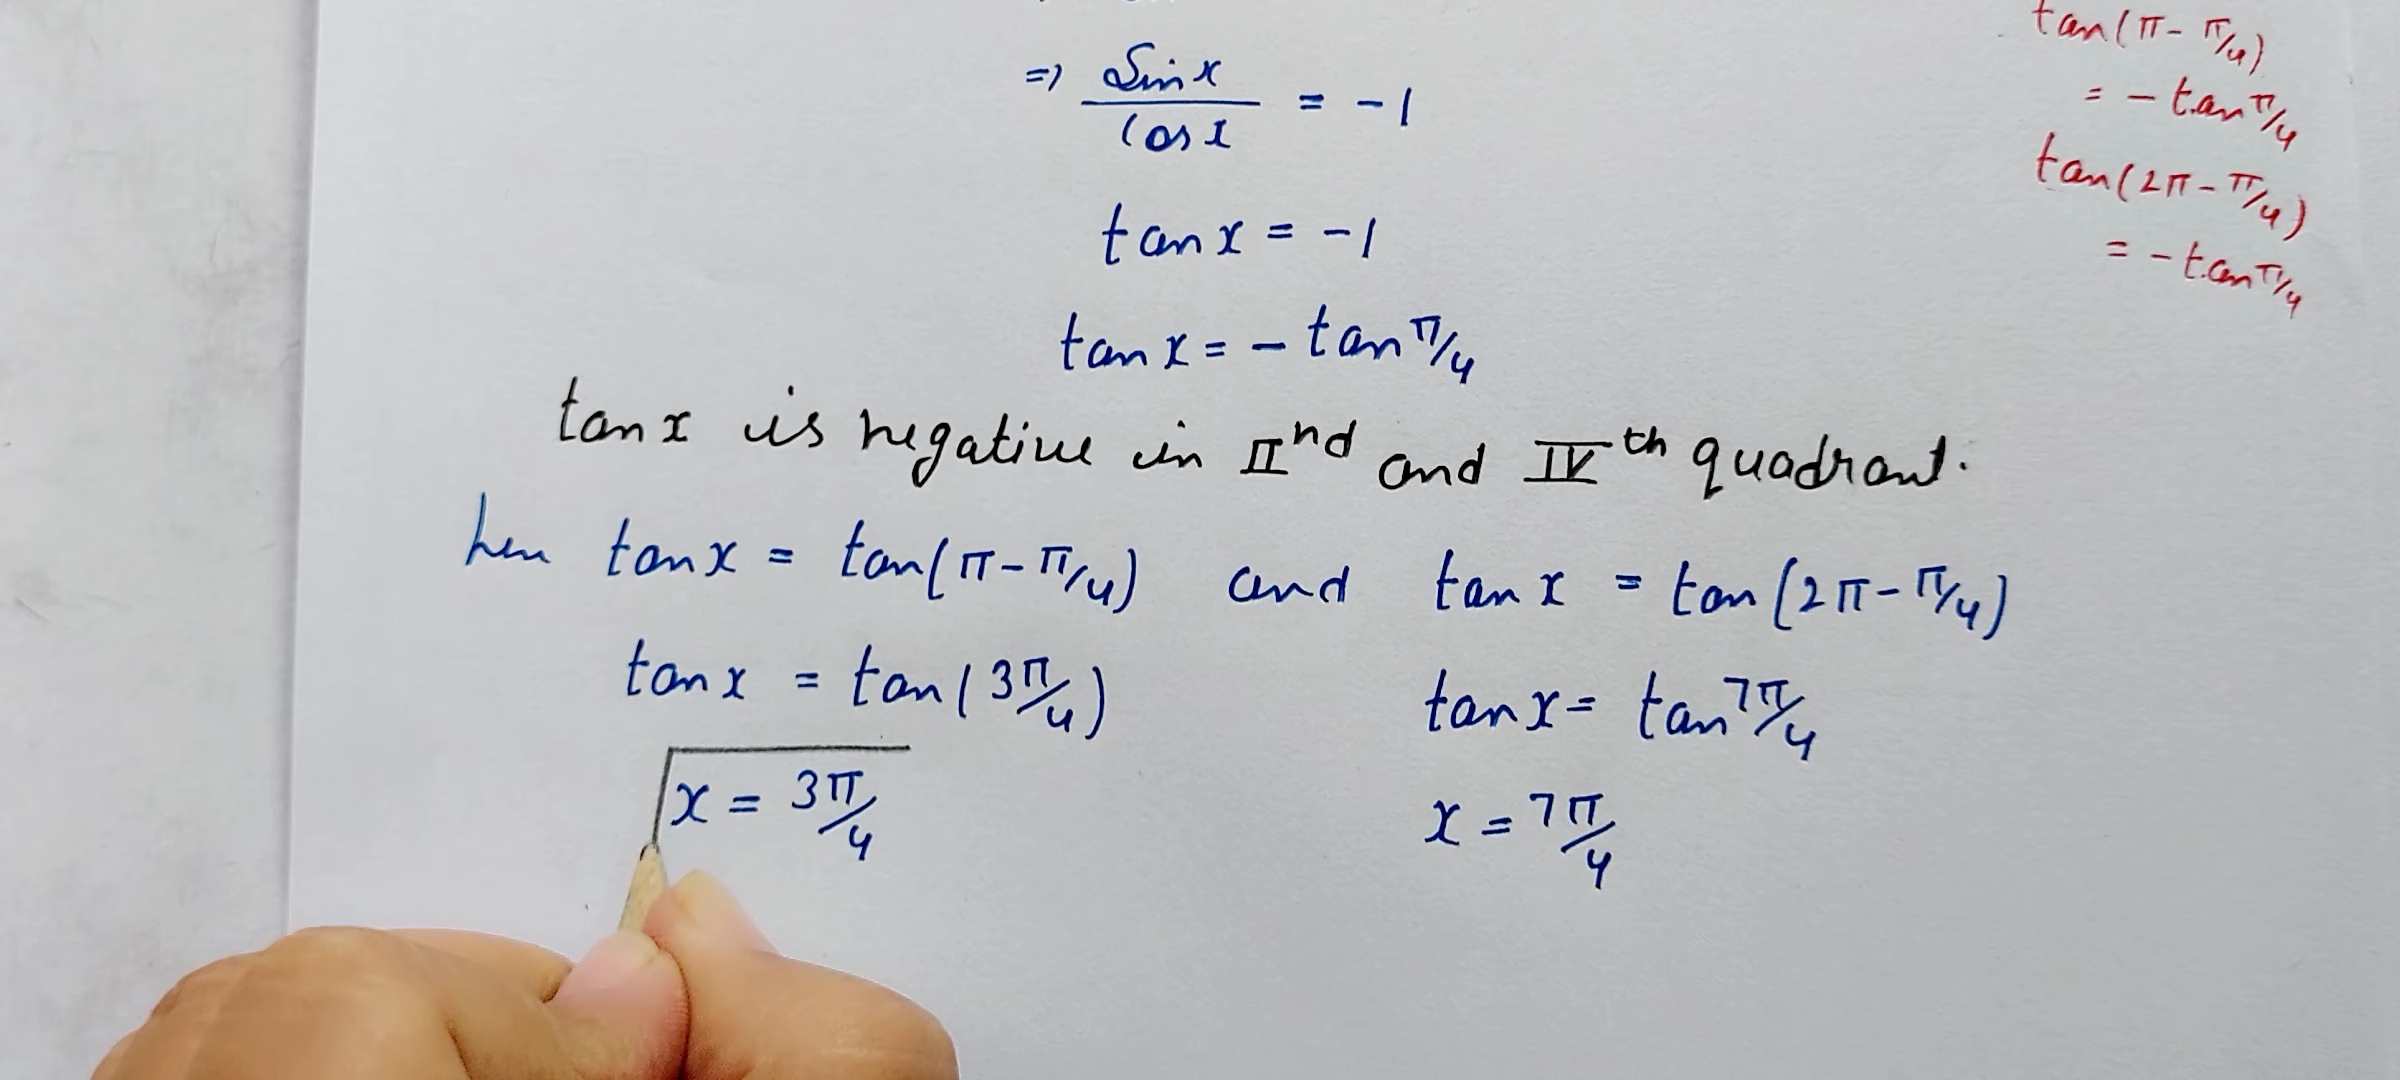 => Sin x / Cos x = -1
tan x = -1
tan x = - tan π/4
tan x is negative in IInd and IVth quadrant.
tan x = tan(π - π/4) and tan x = tan(2π - π/4)
tan x = tan(3π/4) tan x = tan 7π/4
x = 3π/4 x = 7π/4
tan(π - π/4)
= - tan π/4
tan(2π - π/4)
= - tan π/4